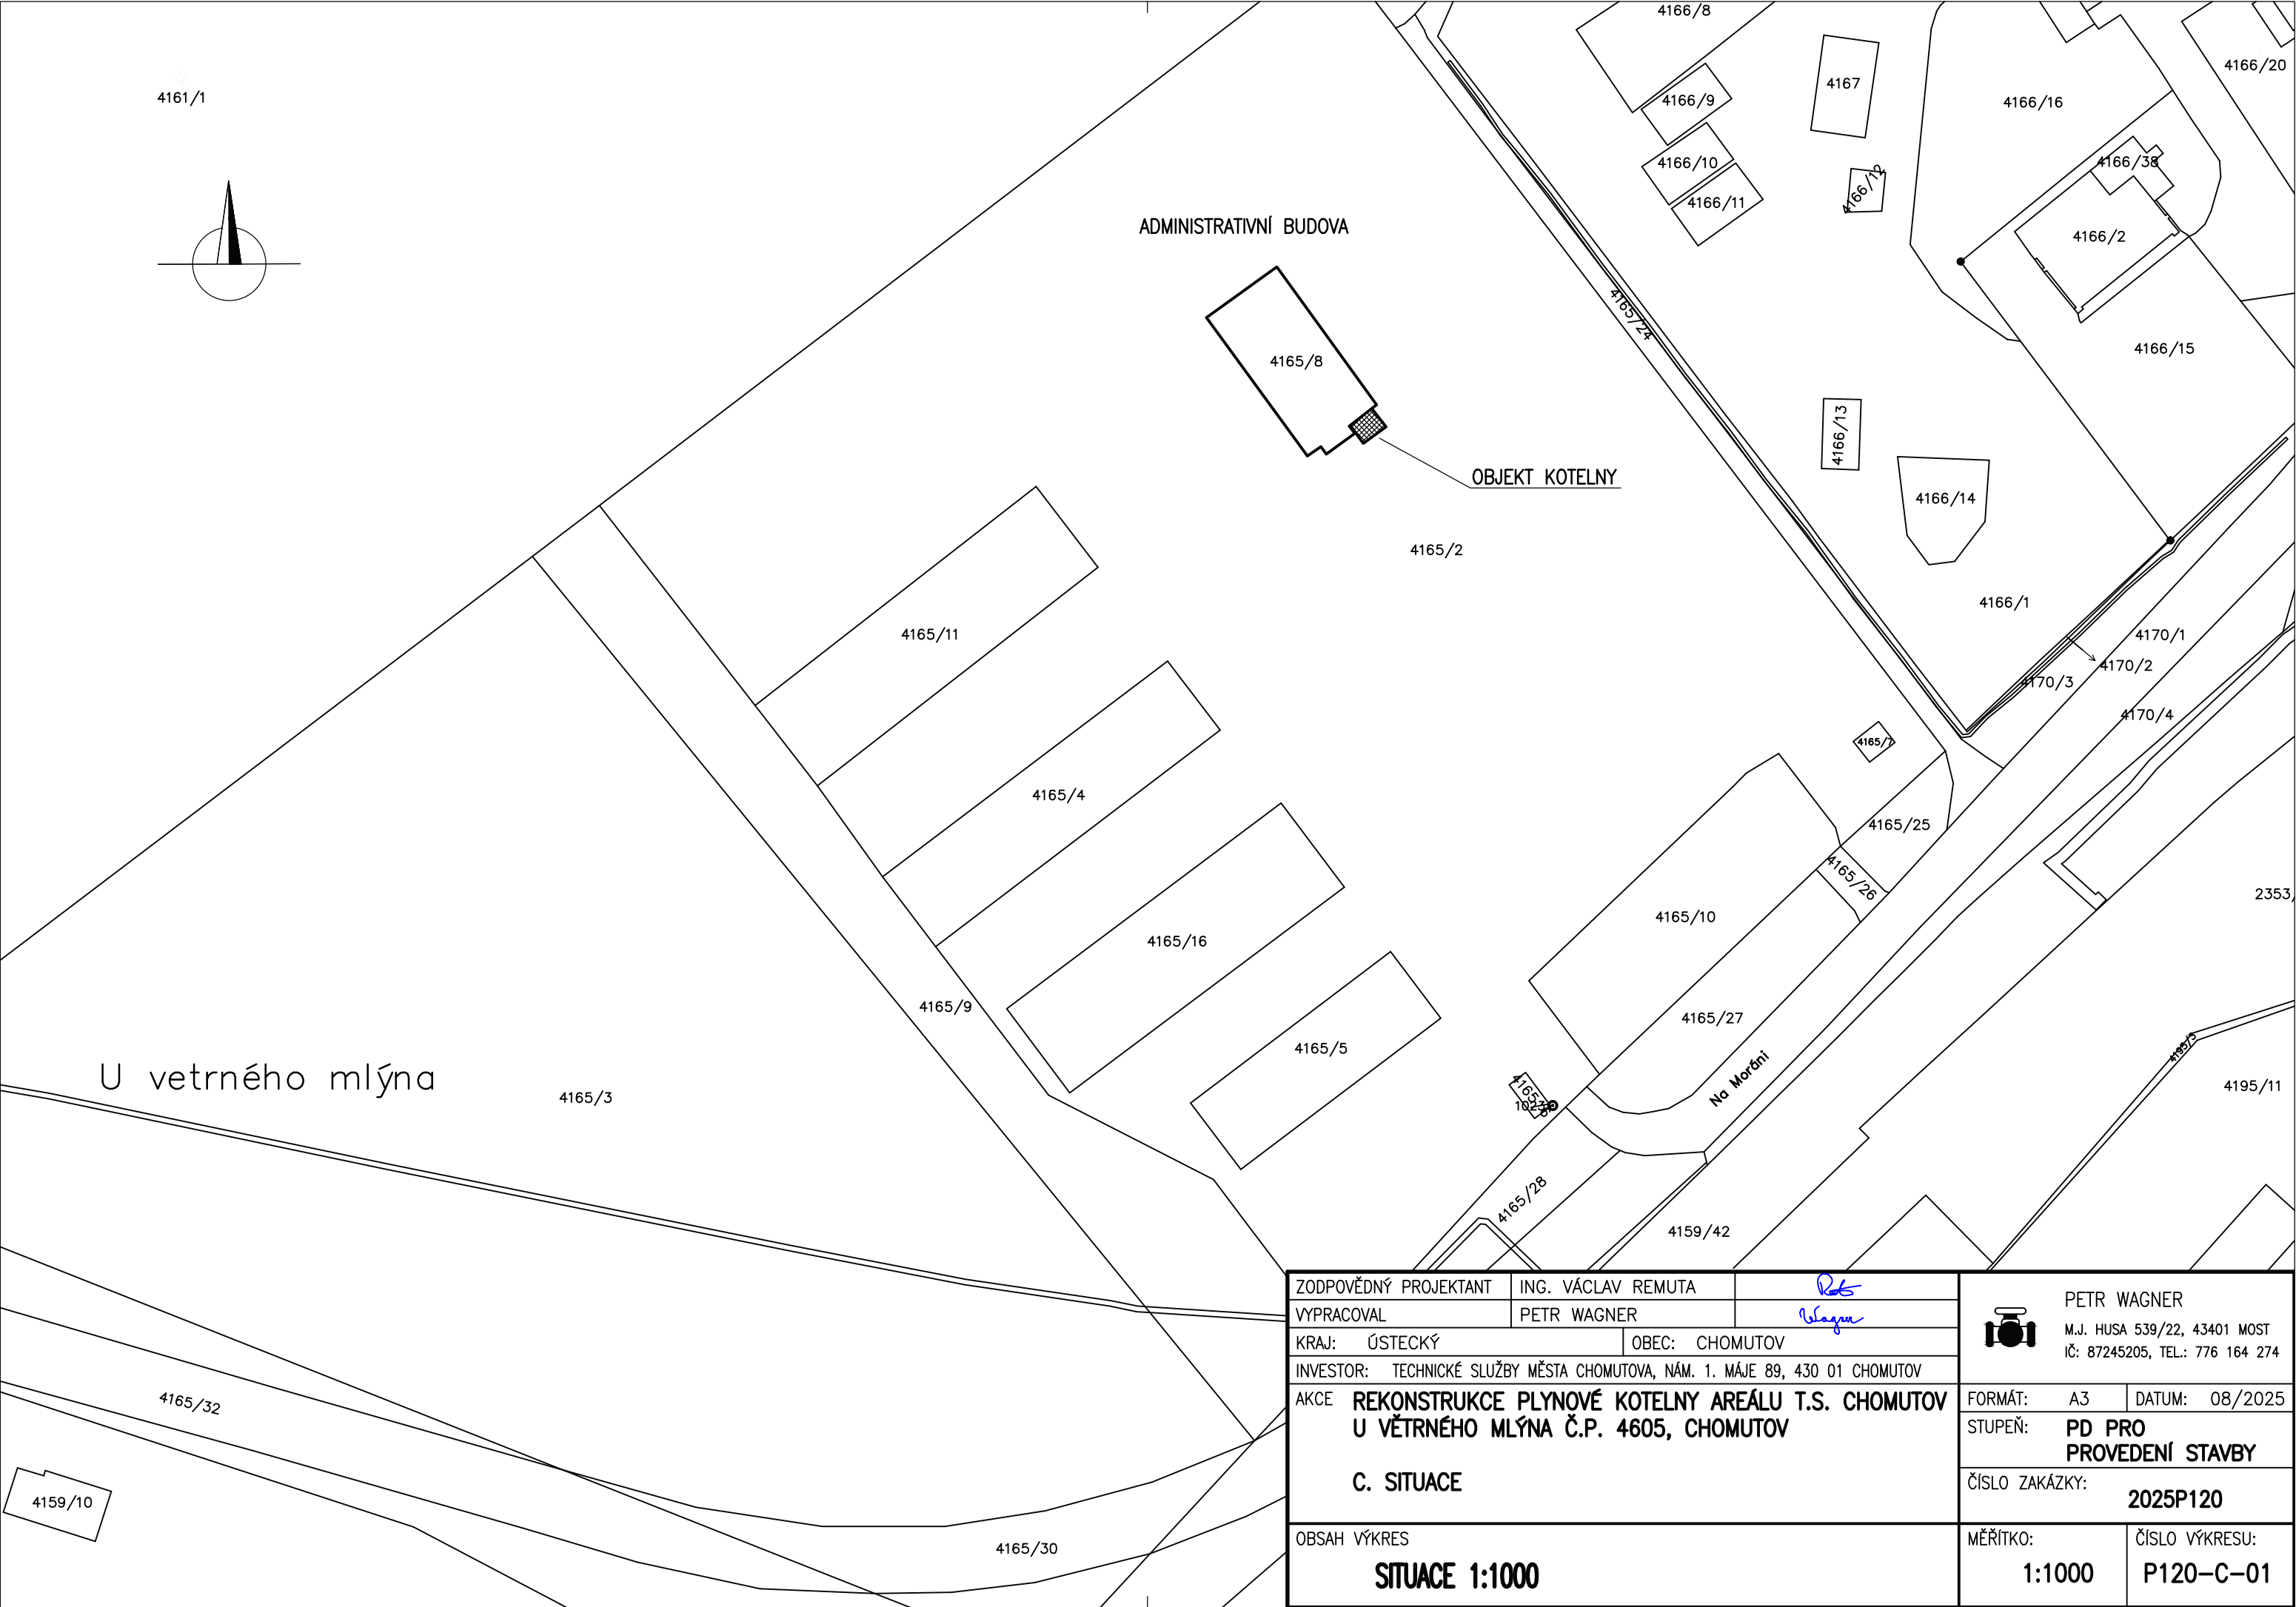 4166/8
4166/20
4161/1
4167
4166/9
4166/16
4166/10
4166/38
4166/12
4166/11
ADMINISTRATIVNÍ BUDOVA
4166/2
4165/24
4166/15
4165/8
4166/13
OBJEKT KOTELNY
4166/14
4165/2
4166/1
4165/11
4170/1
4170/2
4170/3
4170/4
4165/7
4165/4
4165/25
4165/26
2353/
4165/10
4165/16
4165/9
4165/27
4165/5
4195/3
Na Moráni
U vetrného mlýna
4195/11
4165/3
4165/28
4159/42
4165/32
4159/10
4165/30
ZODPOVĚDNÝ PROJEKTANT ING. VÁCLAV REMUTA
VYPRACOVAL PETR WAGNER Wagner
KRAJ: ÚSTECKÝ OBEC: CHOMUTOV
INVESTOR: TECHNICKÉ SLUŽBY MĚSTA CHOMUTOVA, NÁM. 1. MÁJE 89, 430 01 CHOMUTOV
AKCE REKONSTRUKCE PLYNOVÉ KOTELNY AREÁLU T.S. CHOMUTOV
U VĚTRNÉHO MLÝNA Č.P. 4605, CHOMUTOV
C. SITUACE
OBSAH VÝKRES
SITUACE 1:1000
PETR WAGNER
M.J. HUSA 539/22, 43401 MOST
IČ: 87245205, TEL.: 776 164 274
FORMÁT: A3 DATUM: 08/2025
STUPEŇ: PD PRO
PROVEDENÍ STAVBY
ČÍSLO ZAKÁZKY:
2025P120
MĚŘÍTKO: ČÍSLO VÝKRESU:
1:1000 P120-C-01